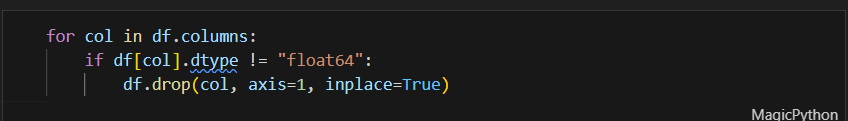 for col in df.columns:
    if df[col].dtype != "float64":
        df.drop(col, axis=1, inplace=True)
MagicPython